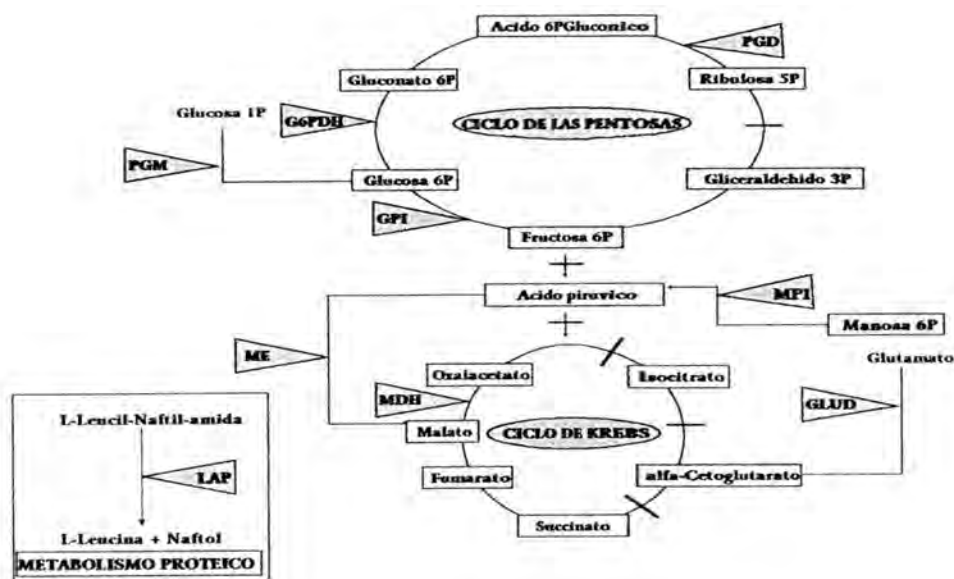 Acido 6PGluconico
PGD
Gluconato 6P
Ribulosa 5P
Glucosa 1P
G6PDH
CICLO DE LAS PENTOSAS
PGM
Glucosa 6P
Gliceraldehido 3P
GPI
Fructosa 6P
Acido piruvico
MPI
Manosa 6P
ME
Oxalacetato
Isocitrato
Glutamato
MDH
GLUD
Malato
CICLO DE KREBS
Fumarato
alfa-Cetoglutarato
Succinato
L-Leucil-Naftil-amida
LAP
L-Leucina + Naftol
METABOLISMO PROTEICO